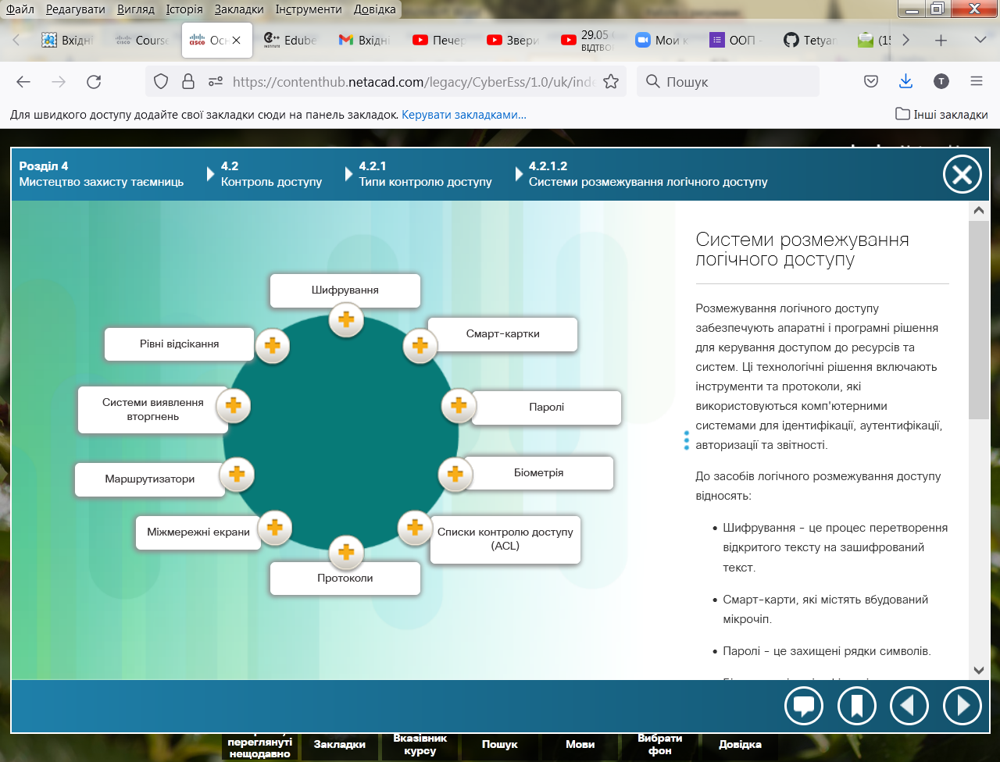 Файл Редагувати Вигляд Історія Закладки Інструменти Довідка
Вхідні
Course
Осн
Edube
Вхідні
Печер
Звери
29.05
ВІДТВО
Мои к
ООП -
Tetyan
(15
https://contenthub.netacad.com/legacy/CyberEss/1.0/uk/inde
Пошук
T
Для швидкого доступу додайте свої закладки сюди на панель закладок. Керувати закладками…
Інші закладки
Розділ 4
Мистецтво захисту таємниць
4.2
Контроль доступу
4.2.1
Типи контролю доступу
4.2.1.2
Системи розмежування логічного доступу
Шифрування
Смарт-картки
Рівні відсікання
Паролі
Системи виявлення
вторгнень
Біометрія
Маршрутизатори
Міжмережні екрани
Списки контролю доступу
(ACL)
Протоколи
Системи розмежування
логічного доступу
Розмежування логічного доступу
забезпечують апаратні і програмні рішення
для керування доступом до ресурсів та
систем. Ці технологічні рішення включають
інструменти та протоколи, які
використовуються комп'ютерними
системами для ідентифікації, аутентифікації,
авторизації та звітності.
До засобів логічного розмежування доступу
відносять:
• Шифрування - це процес перетворення
відкритого тексту на зашифрований
текст.
• Смарт-карти, які містять вбудований
мікрочіп.
• Паролі - це захищені рядки символів.
переглянуті
нещодавно
Закладки
Вказівник
курсу
Пошук
Мови
Вибрати
фон
Довідка